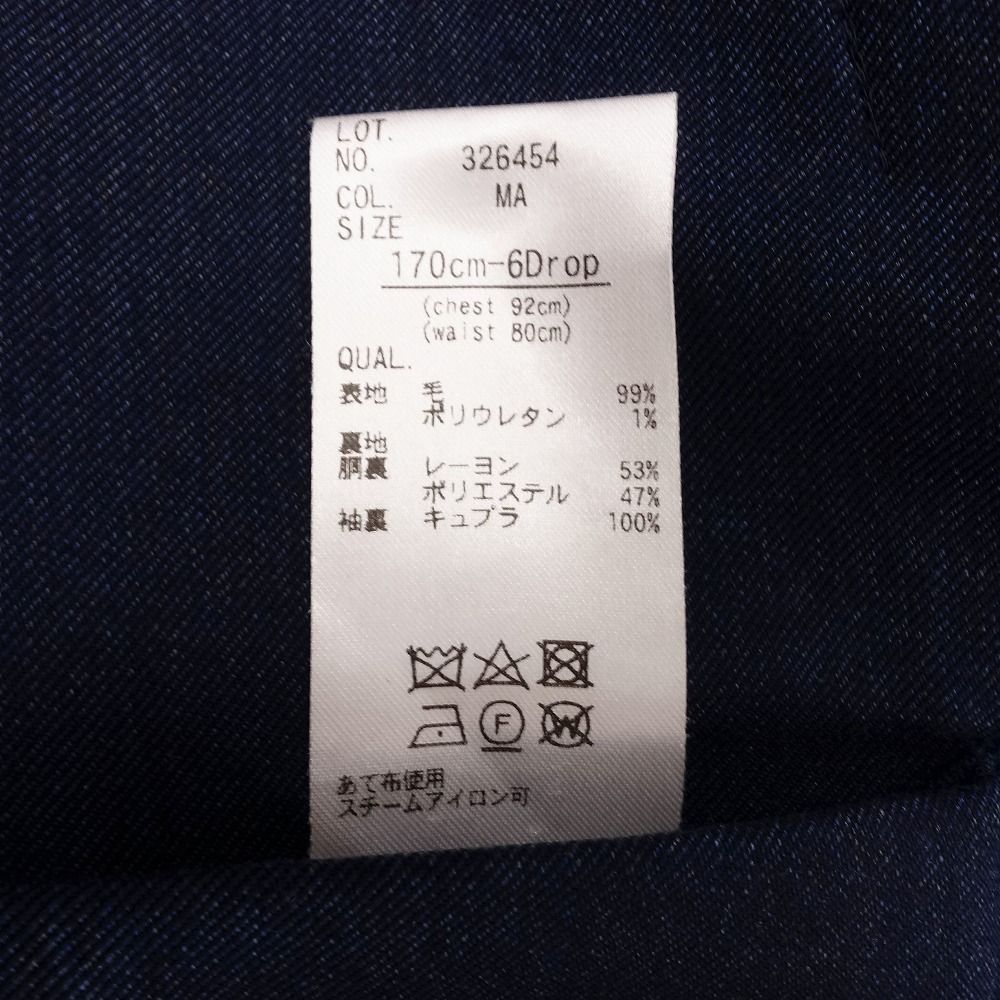 LOT.
NO. 326454
COL. MA
SIZE
170cm-6Drop
(chest 92cm)
(waist 80cm)
QUAL.
表地 毛 99%
ポリウレタン 1%
裏地
胴裏 レーヨン 53%
ポリエステル 47%
袖裏 キュプラ 100%
F W
あて布使用
スチームアイロン可